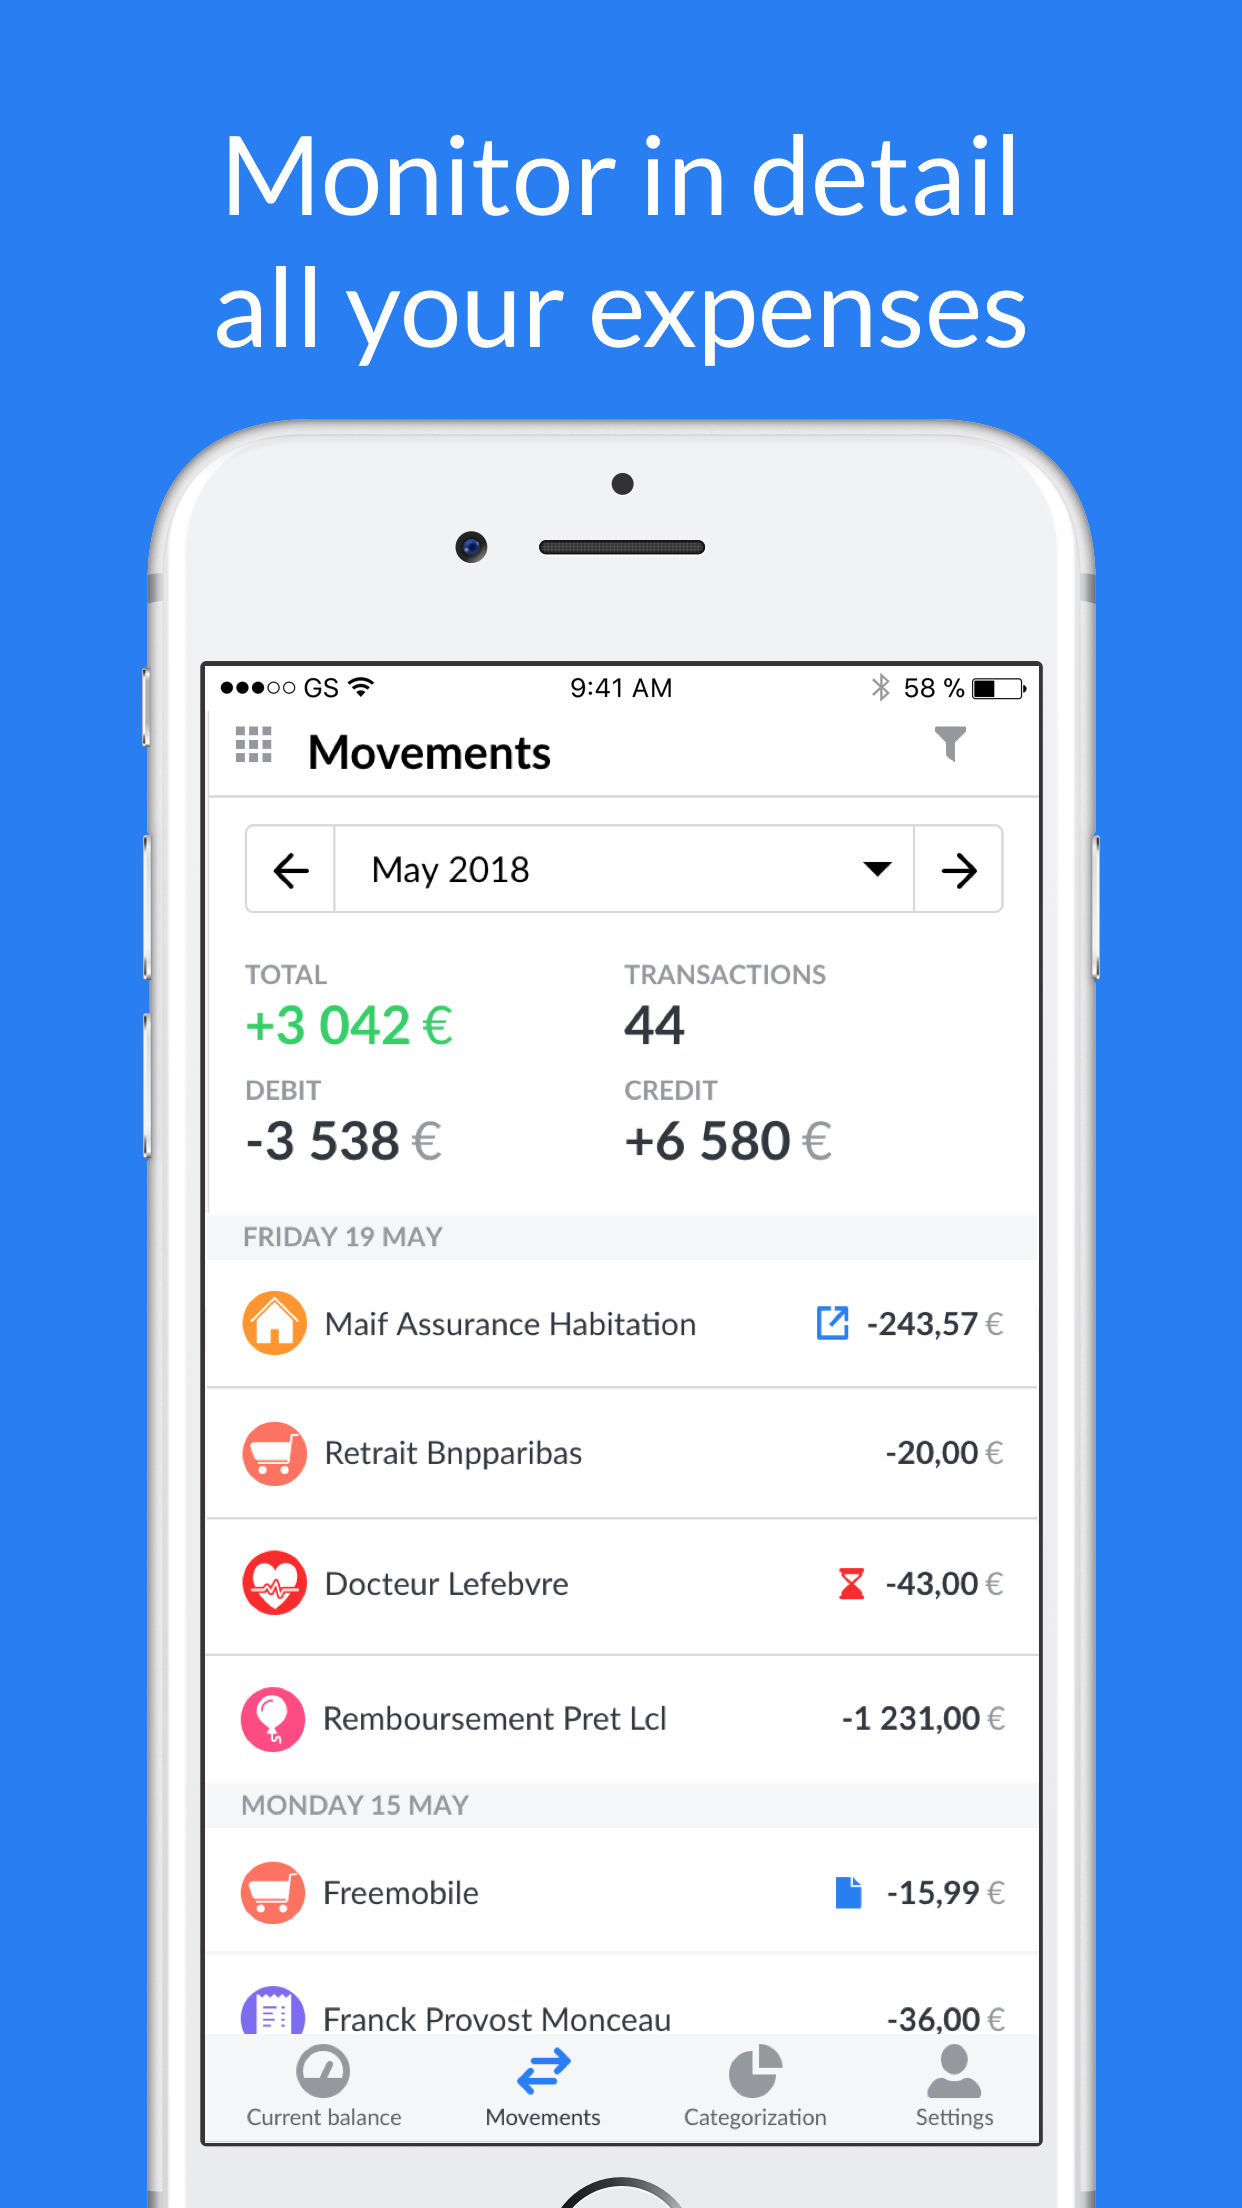 Monitor in detail
all your expenses
GS 9:41 AM 58 %
Movements
May 2018
TOTAL TRANSACTIONS
+3 042 € 44
DEBIT CREDIT
-3 538 € +6 580 €
FRIDAY 19 MAY
Maif Assurance Habitation -243,57 €
Retrait Bnpparibas -20,00 €
Docteur Lefebvre -43,00 €
Remboursement Pret Lcl -1 231,00 €
MONDAY 15 MAY
Freemobile -15,99 €
Franck Provost Monceau -36,00 €
Current balance Movements Categorization Settings